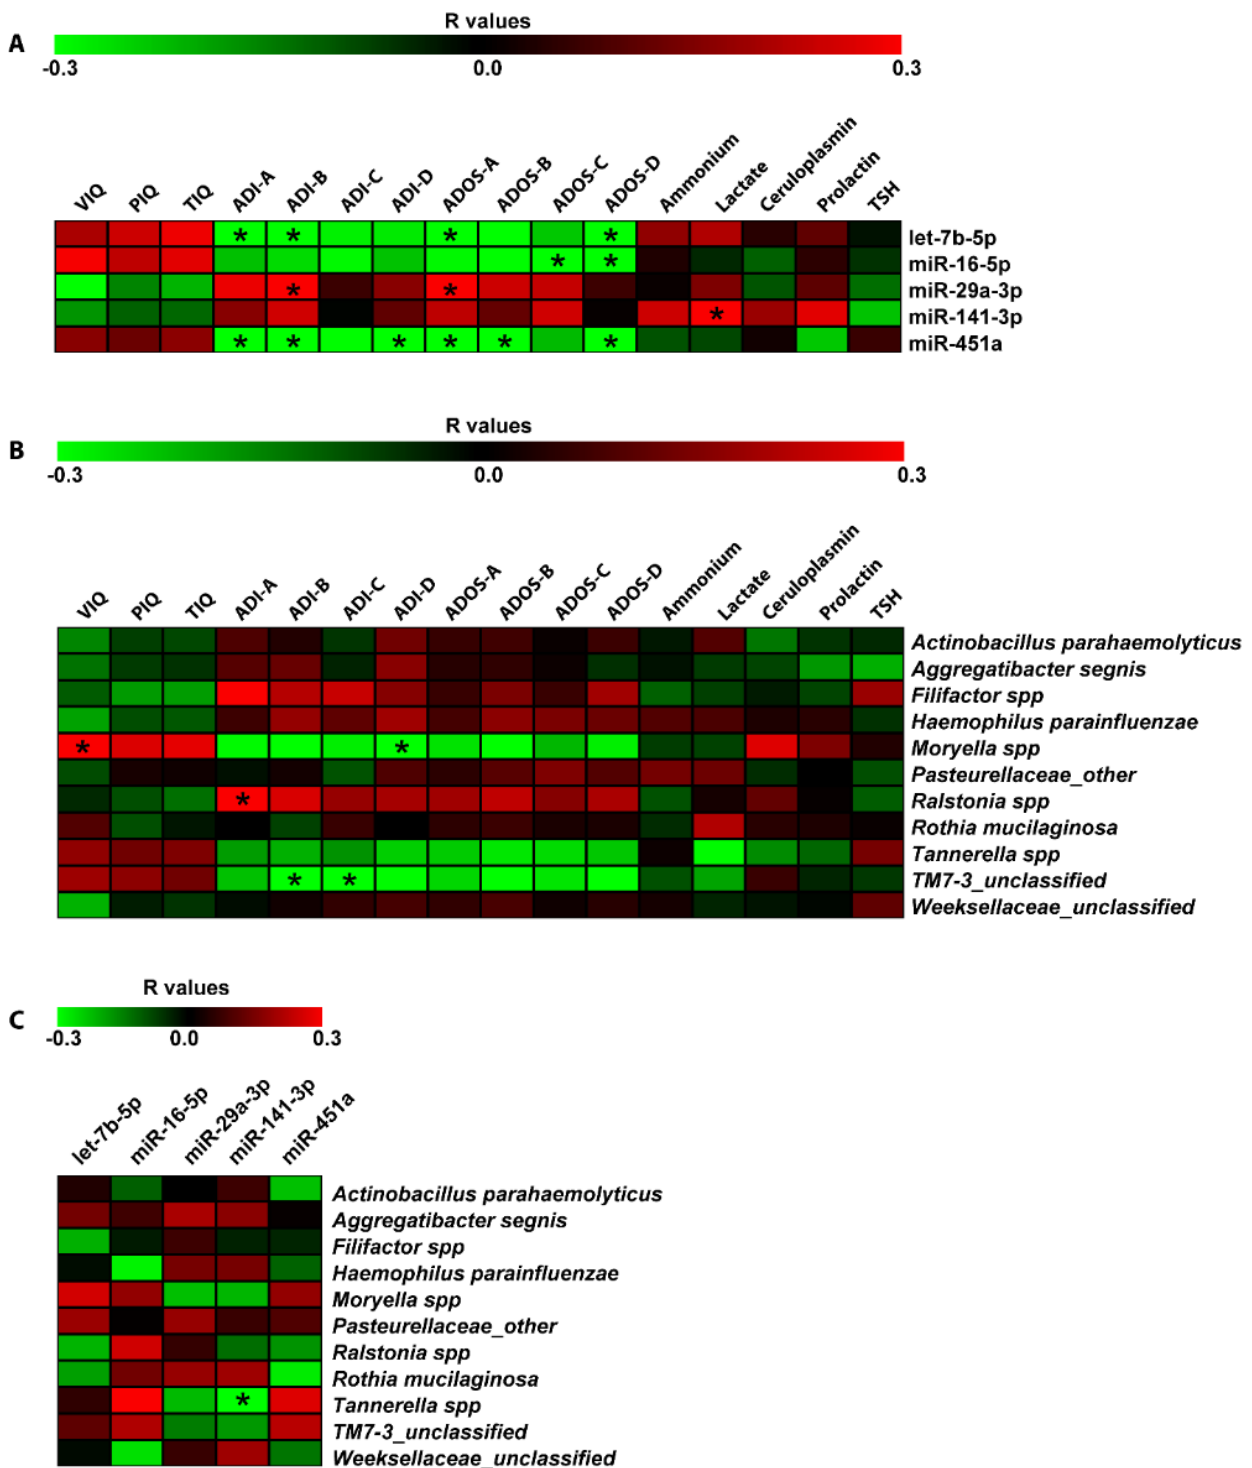 A
R values
-0.3 0.0 0.3
VIQ PIQ TIQ ADI-A ADI-B ADI-C ADI-D ADOS-A ADOS-B ADOS-C ADOS-D Ammonium Lactate Ceruloplasmin Prolactin TSH
* * * * let-7b-5p
* * miR-16-5p
* * miR-29a-3p
* miR-141-3p
* * * * * * miR-451a
B
R values
-0.3 0.0 0.3
VIQ PIQ TIQ ADI-A ADI-B ADI-C ADI-D ADOS-A ADOS-B ADOS-C ADOS-D Ammonium Lactate Ceruloplasmin Prolactin TSH
Actinobacillus parahaemolyticus
Aggregatibacter segnis
Filifactor spp
Haemophilus parainfluenzae
* * Moryella spp
Pasteurellaceae_other
* Ralstonia spp
Rothia mucilaginosa
Tannerella spp
* * TM7-3_unclassified
Weeksellaceae_unclassified
C
R values
-0.3 0.0 0.3
let-7b-5p miR-16-5p miR-29a-3p miR-141-3p miR-451a
Actinobacillus parahaemolyticus
Aggregatibacter segnis
Filifactor spp
Haemophilus parainfluenzae
Moryella spp
Pasteurellaceae_other
Ralstonia spp
Rothia mucilaginosa
* Tannerella spp
TM7-3_unclassified
Weeksellaceae_unclassified